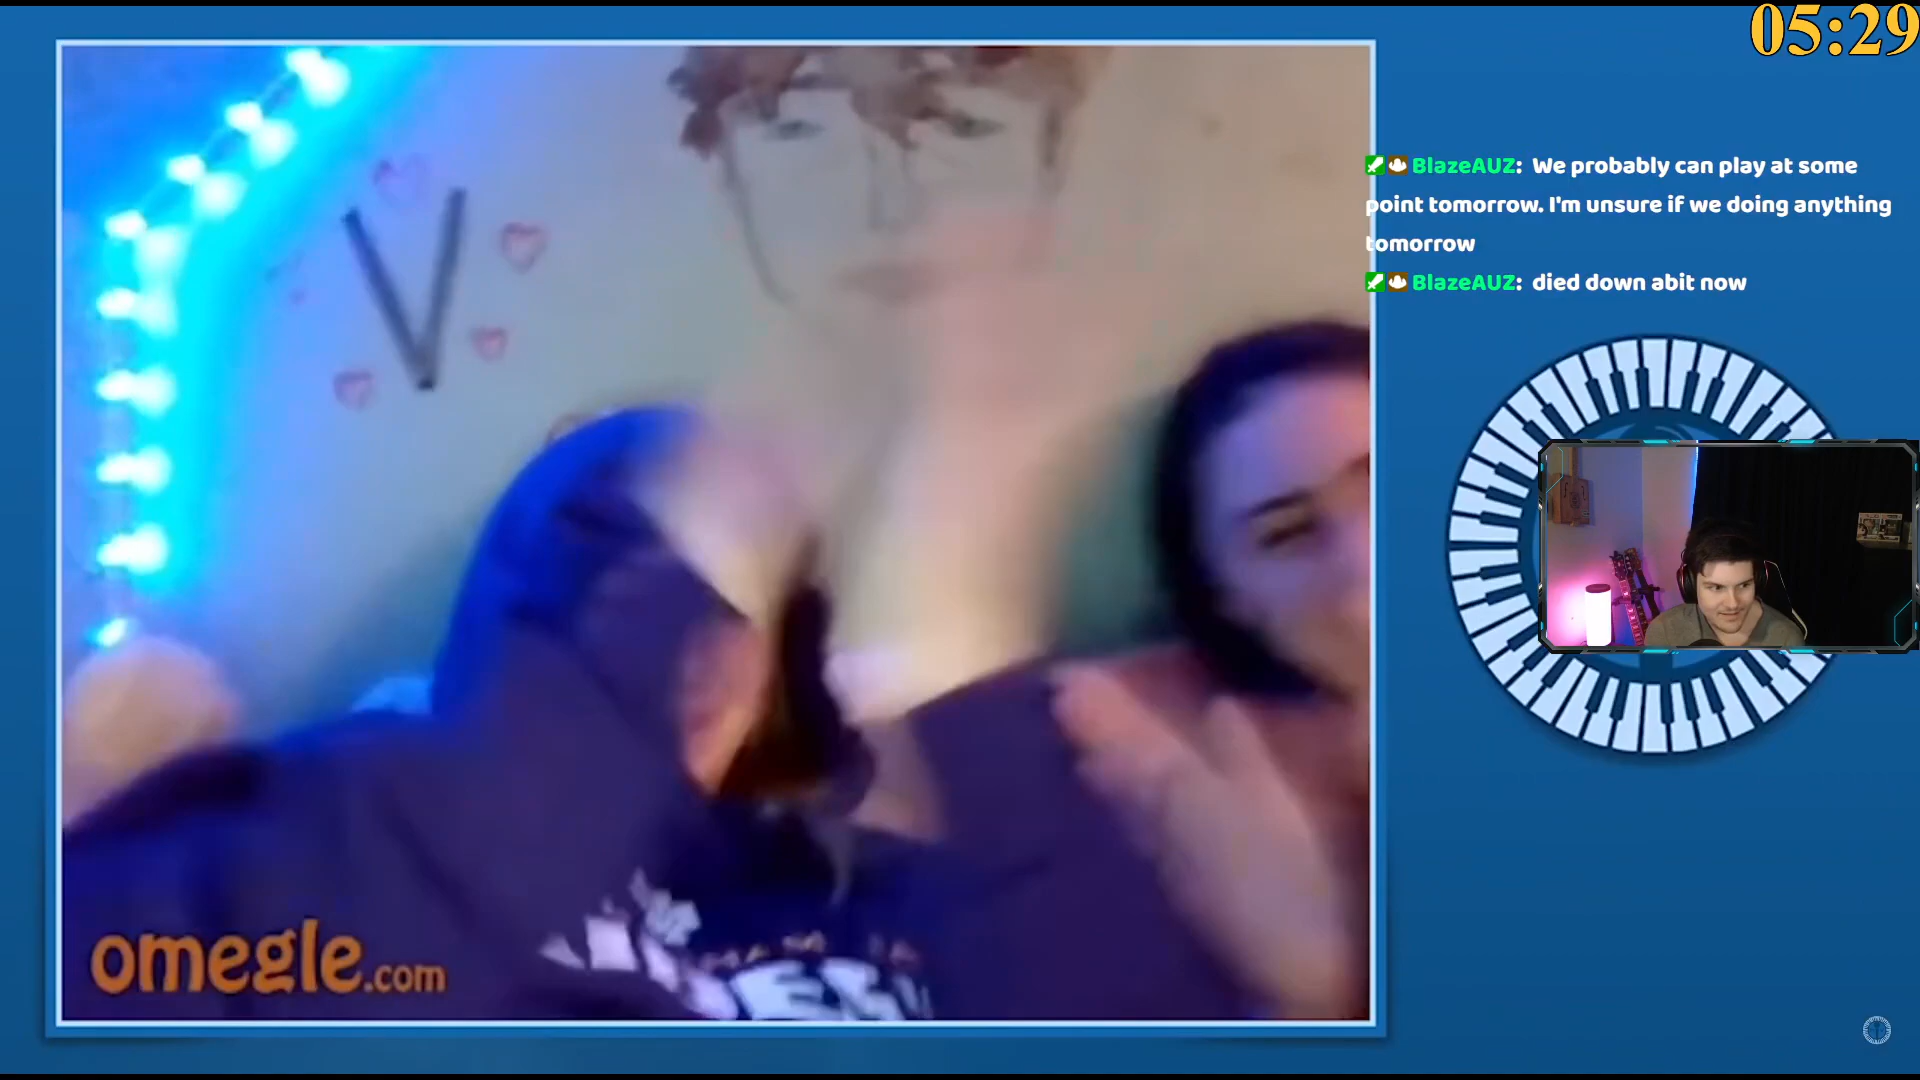 05:29
BlazeAUZ: We probably can play at some
point tomorrow. I'm unsure if we doing anything
tomorrow
BlazeAUZ: died down abit now
V
omegle.com